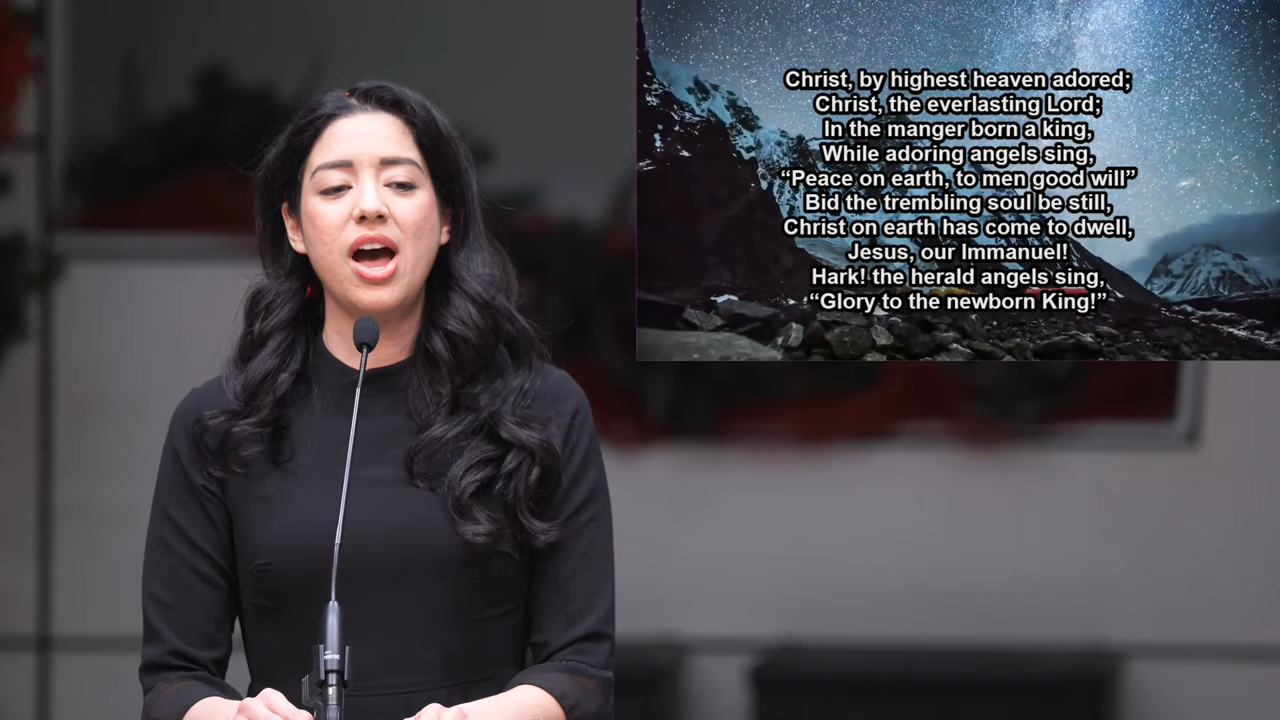 Christ, by highest heaven adored;
Christ, the everlasting Lord;
In the manger born a king,
While adoring angels sing,
“Peace on earth, to men good will”
Bid the trembling soul be still,
Christ on earth has come to dwell,
Jesus, our Immanuel!
Hark! the herald angels sing,
“Glory to the newborn King!”